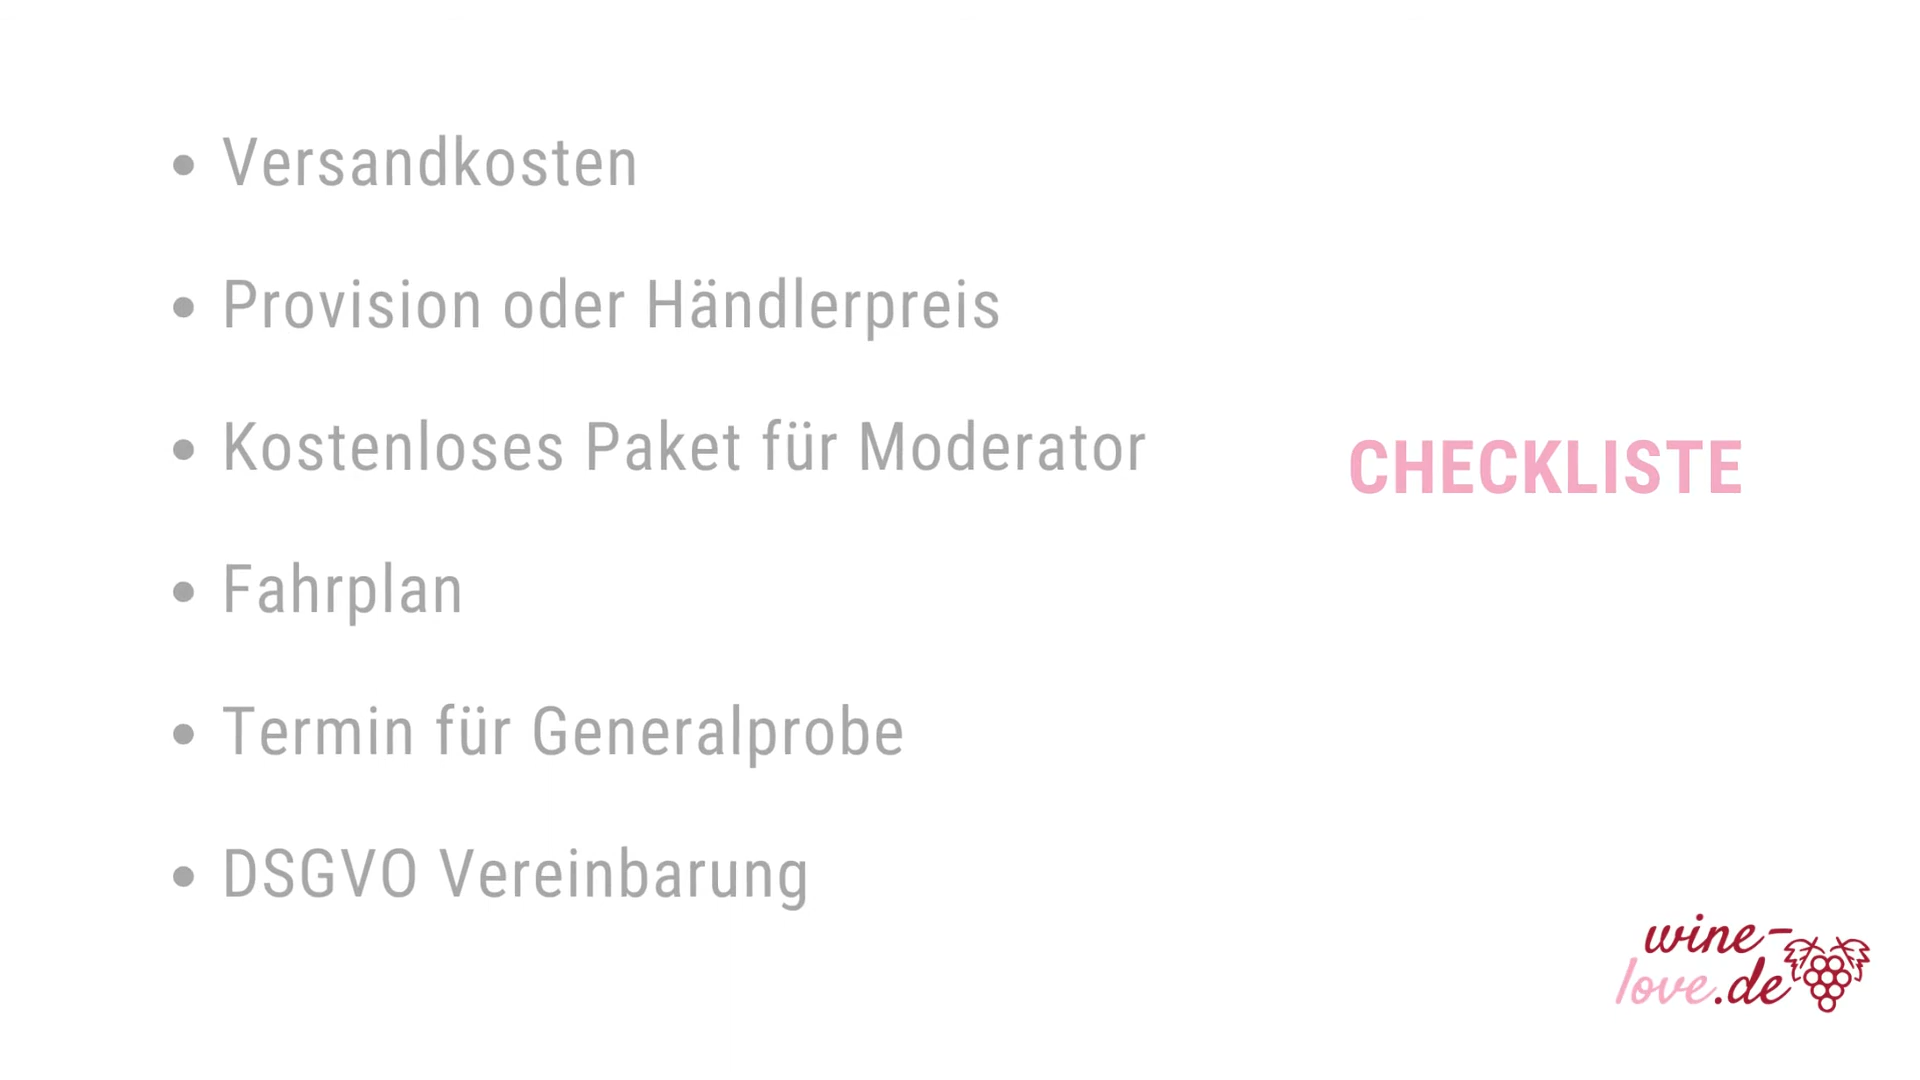 • Versandkosten
• Provision oder Händlerpreis
• Kostenloses Paket für Moderator
• Fahrplan
• Termin für Generalprobe
• DSGVO Vereinbarung
CHECKLISTE
wine-
love.de